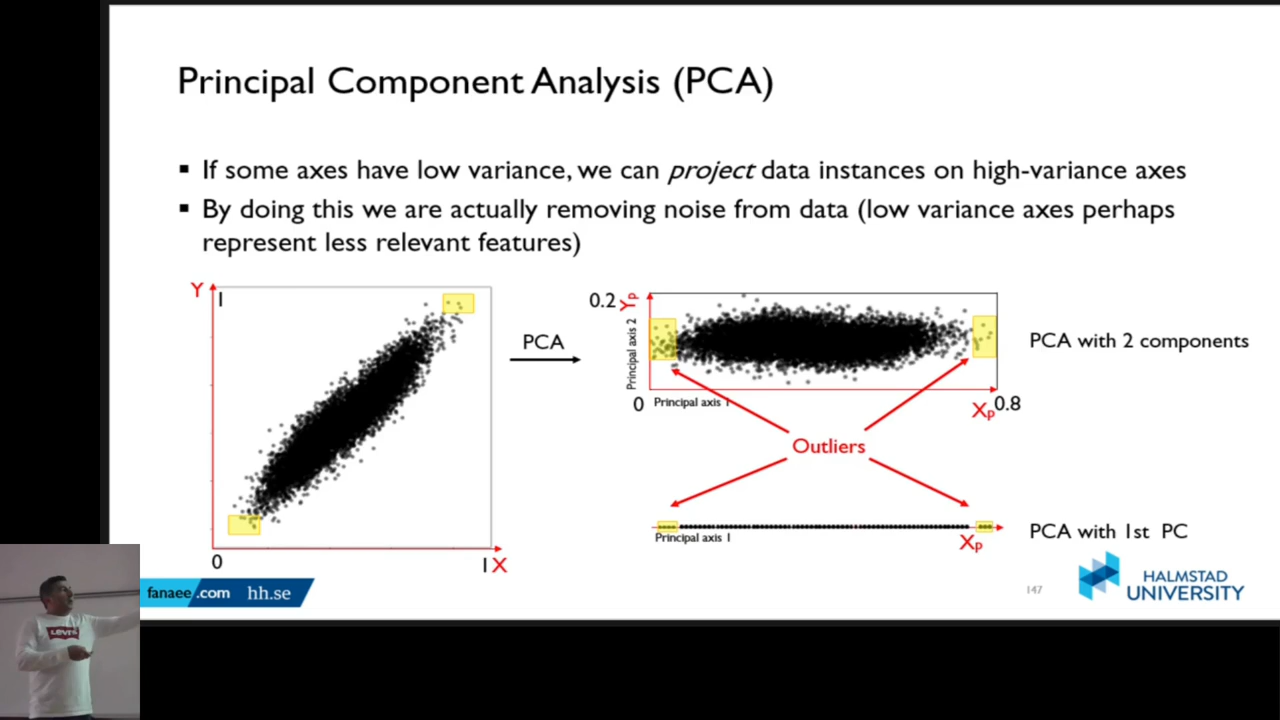 Principal Component Analysis (PCA)
▪ If some axes have low variance, we can project data instances on high-variance axes
▪ By doing this we are actually removing noise from data (low variance axes perhaps
represent less relevant features)
Y
1
0
1 X
PCA
0.2
Yp
Principal axis 2
0
Principal axis 1
Xp
0.8
PCA with 2 components
Outliers
Principal axis 1
Xp
PCA with 1st PC
fanaee.com hh.se
147
HALMSTAD
UNIVERSITY
LEVI'S